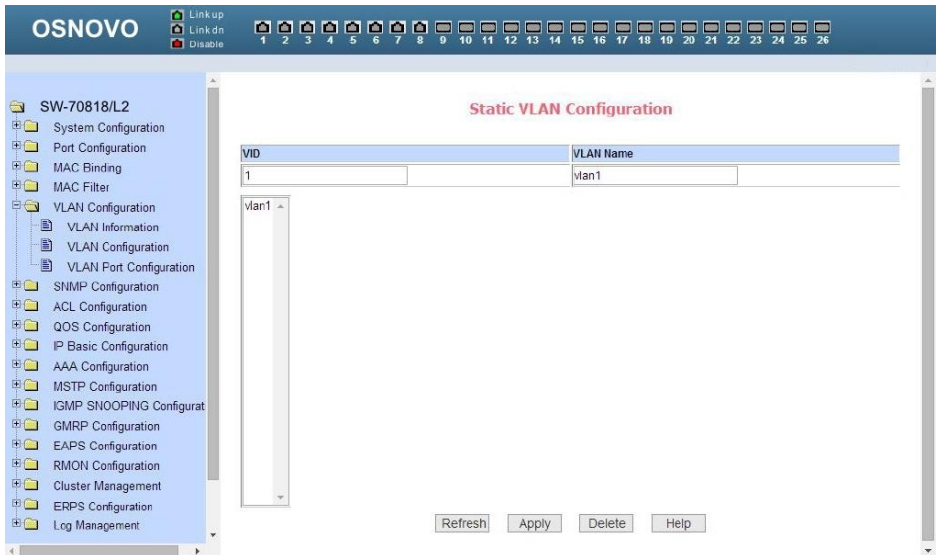 OSNOVO
Link up
Link dn
Disable
1 2 3 4 5 6 7 8 9 10 11 12 13 14 15 16 17 18 19 20 21 22 23 24 25 26
SW-70818/L2
System Configuration
Port Configuration
MAC Binding
MAC Filter
VLAN Configuration
VLAN Information
VLAN Configuration
VLAN Port Configuration
SNMP Configuration
ACL Configuration
QOS Configuration
IP Basic Configuration
AAA Configuration
MSTP Configuration
IGMP SNOOPING Configurat
GMRP Configuration
EAPS Configuration
RMON Configuration
Cluster Management
ERPS Configuration
Log Management
Static VLAN Configuration
VID VLAN Name
1 vlan1
vlan1
Refresh Apply Delete Help